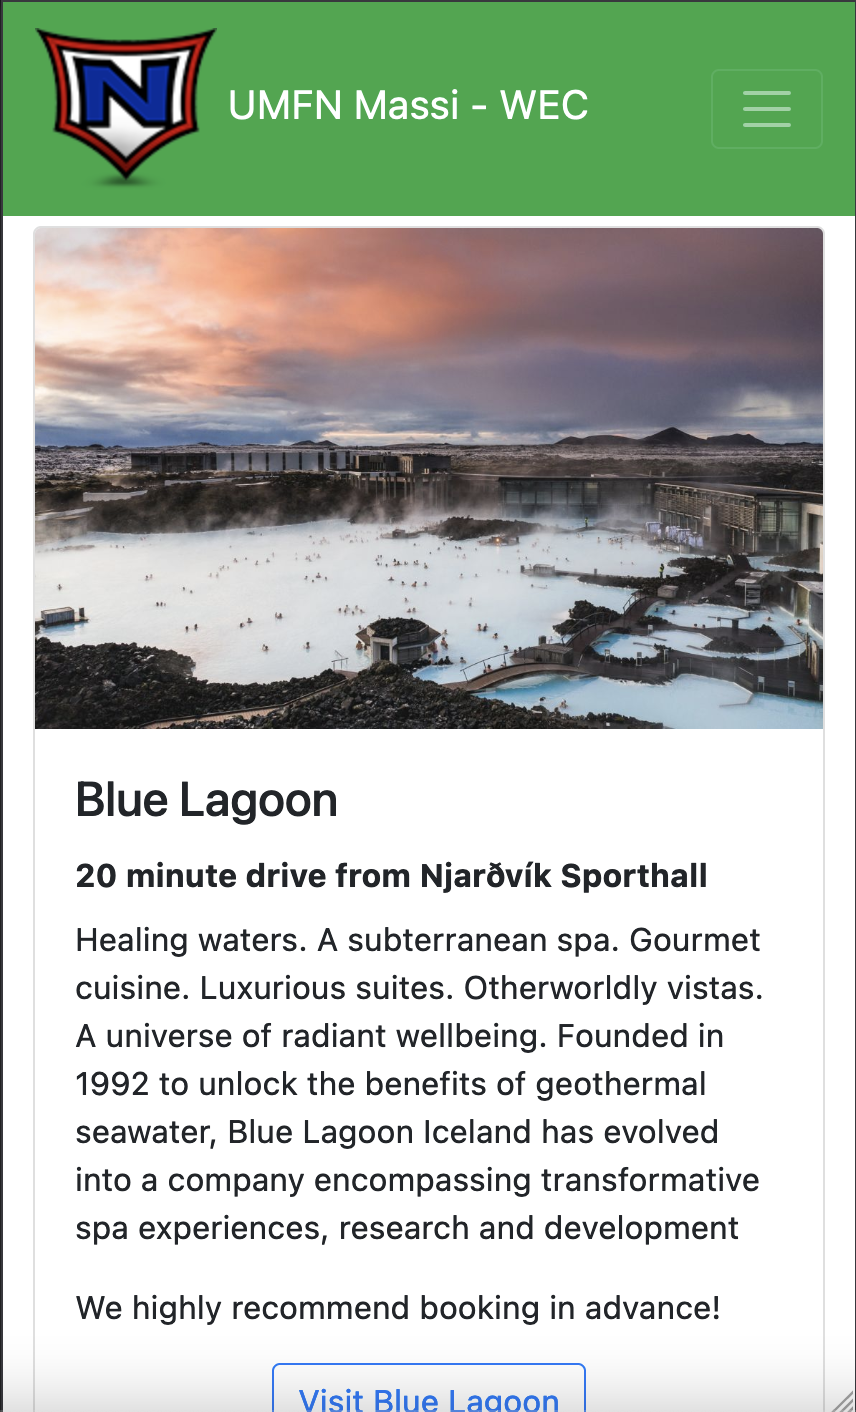 N
UMFN Massi - WEC
Blue Lagoon
20 minute drive from Njarðvík Sporthall
Healing waters. A subterranean spa. Gourmet
cuisine. Luxurious suites. Otherworldly vistas.
A universe of radiant wellbeing. Founded in
1992 to unlock the benefits of geothermal
seawater, Blue Lagoon Iceland has evolved
into a company encompassing transformative
spa experiences, research and development
We highly recommend booking in advance!
Visit Blue Lagoon